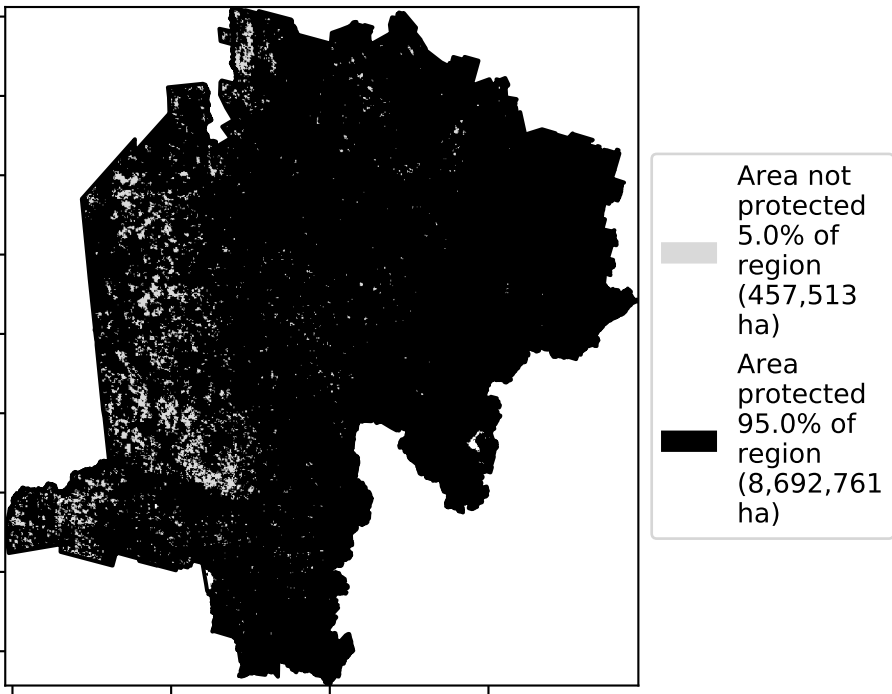 Area not
protected
5.0% of
region
(457,513
ha)
Area
protected
95.0% of
region
(8,692,761
ha)